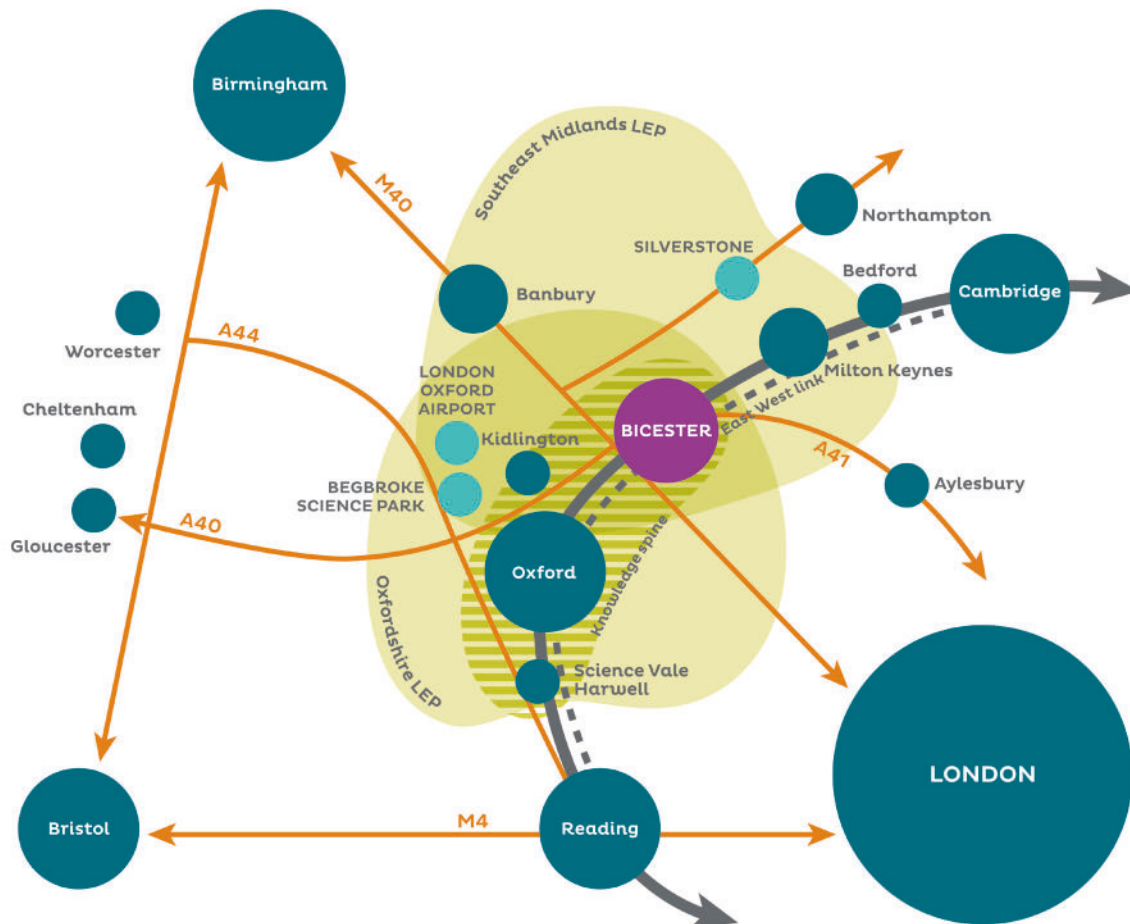 Birmingham
Southeast Midlands LEP
M40
Northampton
SILVERSTONE
Bedford
Cambridge
Banbury
Worcester
A44
Milton Keynes
East West link
LONDON
OXFORD
AIRPORT
Cheltenham
Kidlington
BICESTER
A41
Aylesbury
BEGBROKE
SCIENCE PARK
Gloucester
A40
Oxford
Knowledge spine
Oxfordshire LEP
Science Vale
Harwell
LONDON
Bristol
M4
Reading